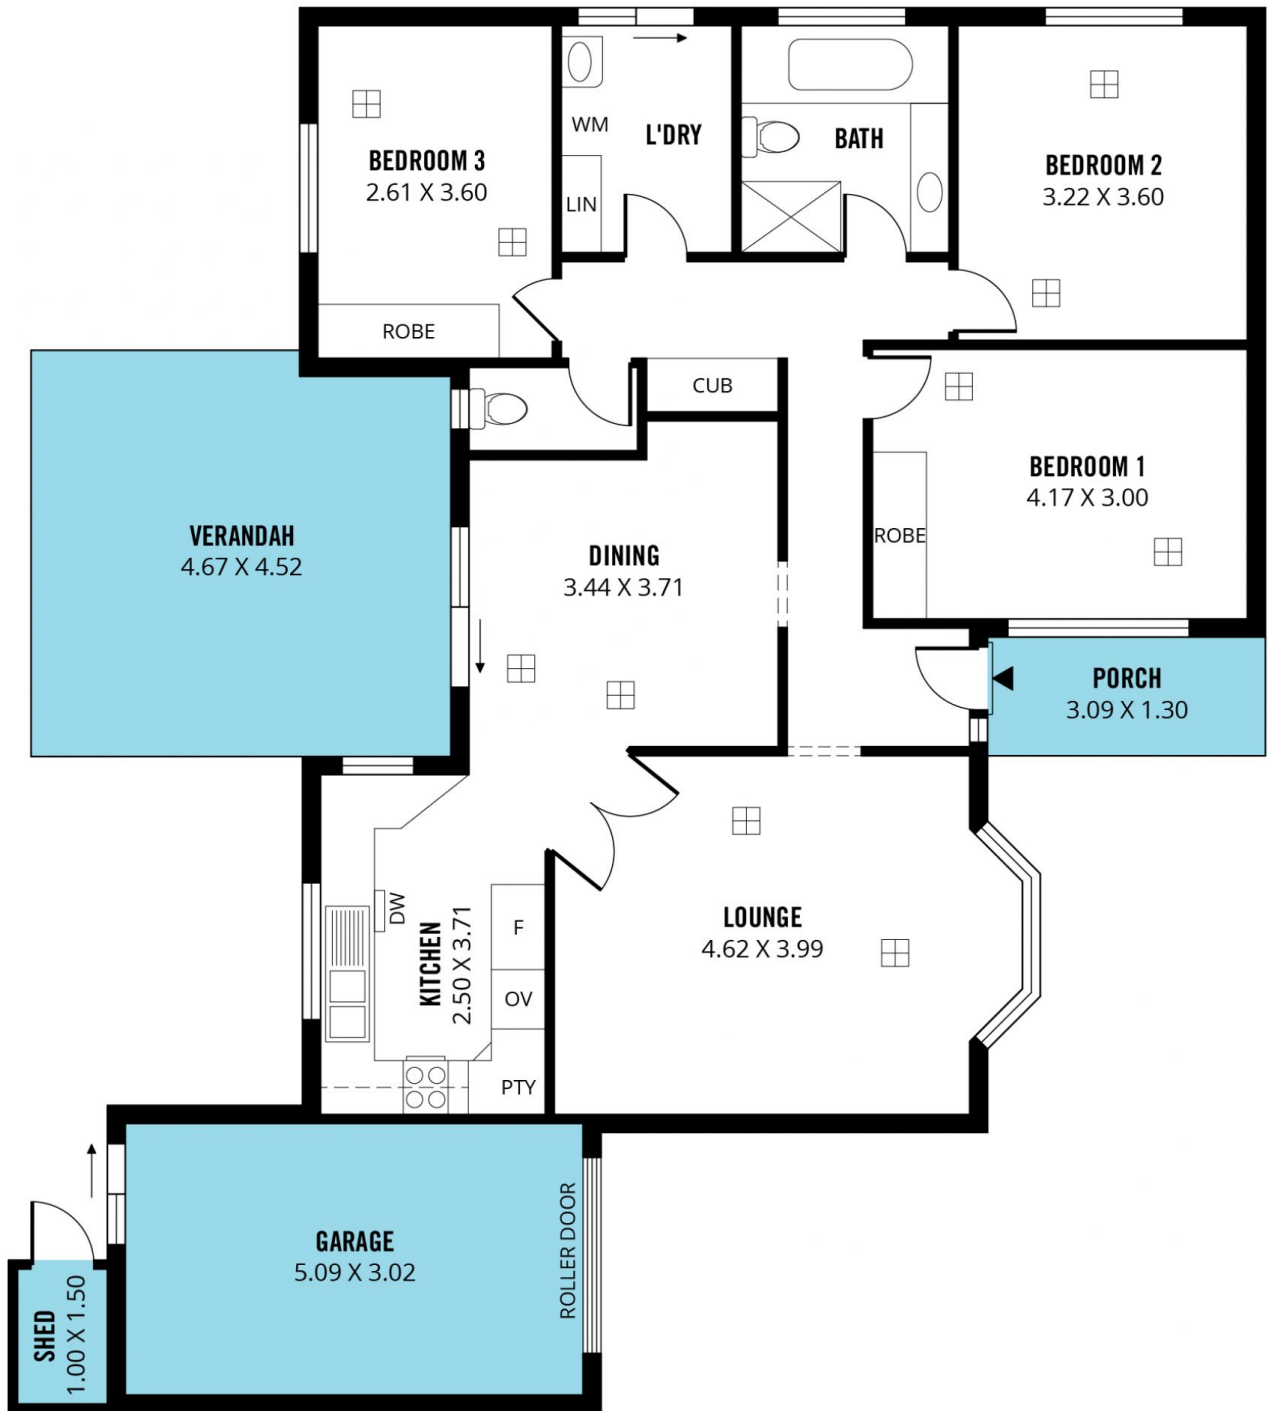 BEDROOM 3
2.61 X 3.60
ROBE
WM
L'DRY
LIN
BATH
BEDROOM 2
3.22 X 3.60
CUB
BEDROOM 1
4.17 X 3.00
ROBE
VERANDAH
4.67 X 4.52
DINING
3.44 X 3.71
PORCH
3.09 X 1.30
DW
KITCHEN
2.50 X 3.71
F
OV
PTY
LOUNGE
4.62 X 3.99
GARAGE
5.09 X 3.02
ROLLER DOOR
SHED
1.00 X 1.50